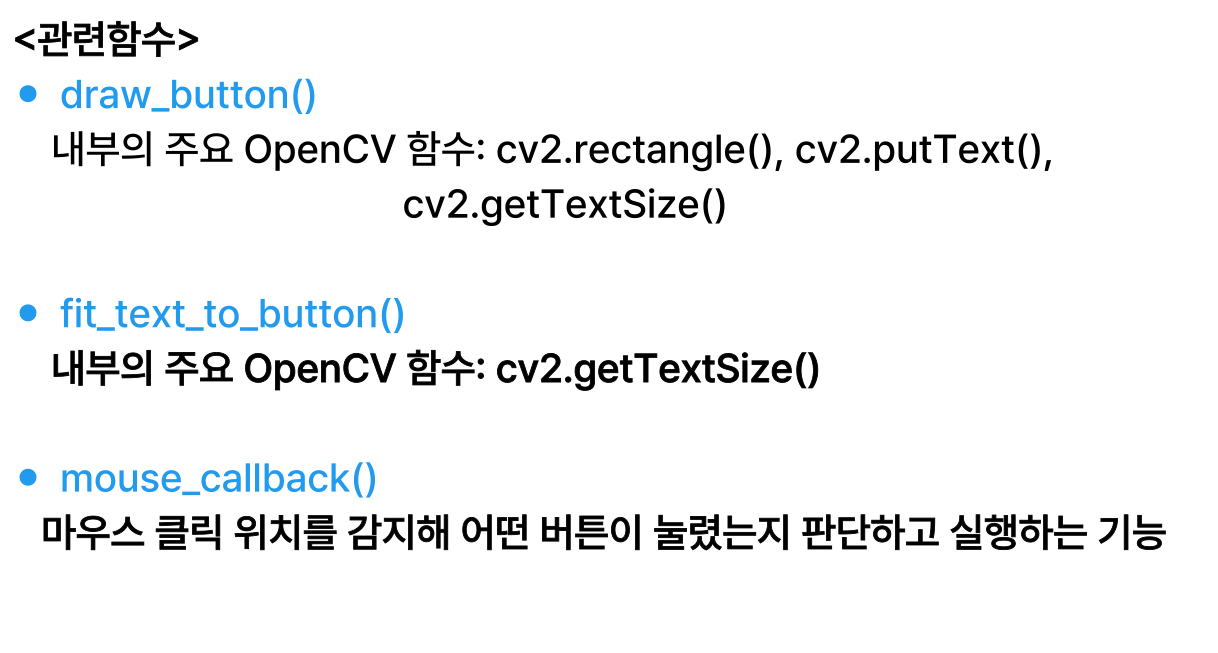 <관련함수>
• draw_button()
내부의 주요 OpenCV 함수: cv2.rectangle(), cv2.putText(),
cv2.getTextSize()
• fit_text_to_button()
내부의 주요 OpenCV 함수: cv2.getTextSize()
• mouse_callback()
마우스 클릭 위치를 감지해 어떤 버튼이 눌렸는지 판단하고 실행하는 기능